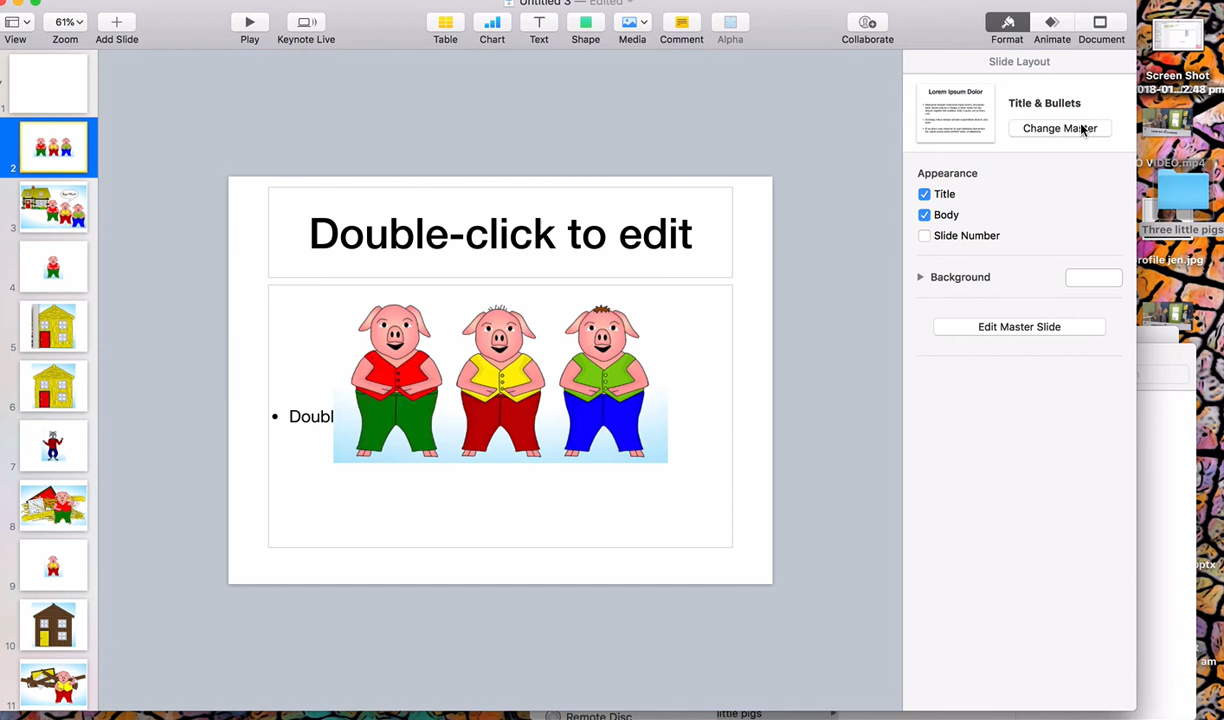 Untitled 3 — Edited
61%
View
Zoom
Add Slide
Play
Keynote Live
Table
Chart
Text
Shape
Media
Comment
Alpha
Collaborate
Format
Animate
Document
Slide Layout
Lorem Ipsum Dolor
Title & Bullets
Change Master
Appearance
Title
Body
Slide Number
Background
Edit Master Slide
1
2
3
4
5
6
7
8
9
10
11
Double-click to edit
• Doubl
Screen Shot
018-01...2.48 pm
O VIDEO.mp4
Three little pigs
rofile jen.jpg
pptx
t
am
Remote Disc
little pigs